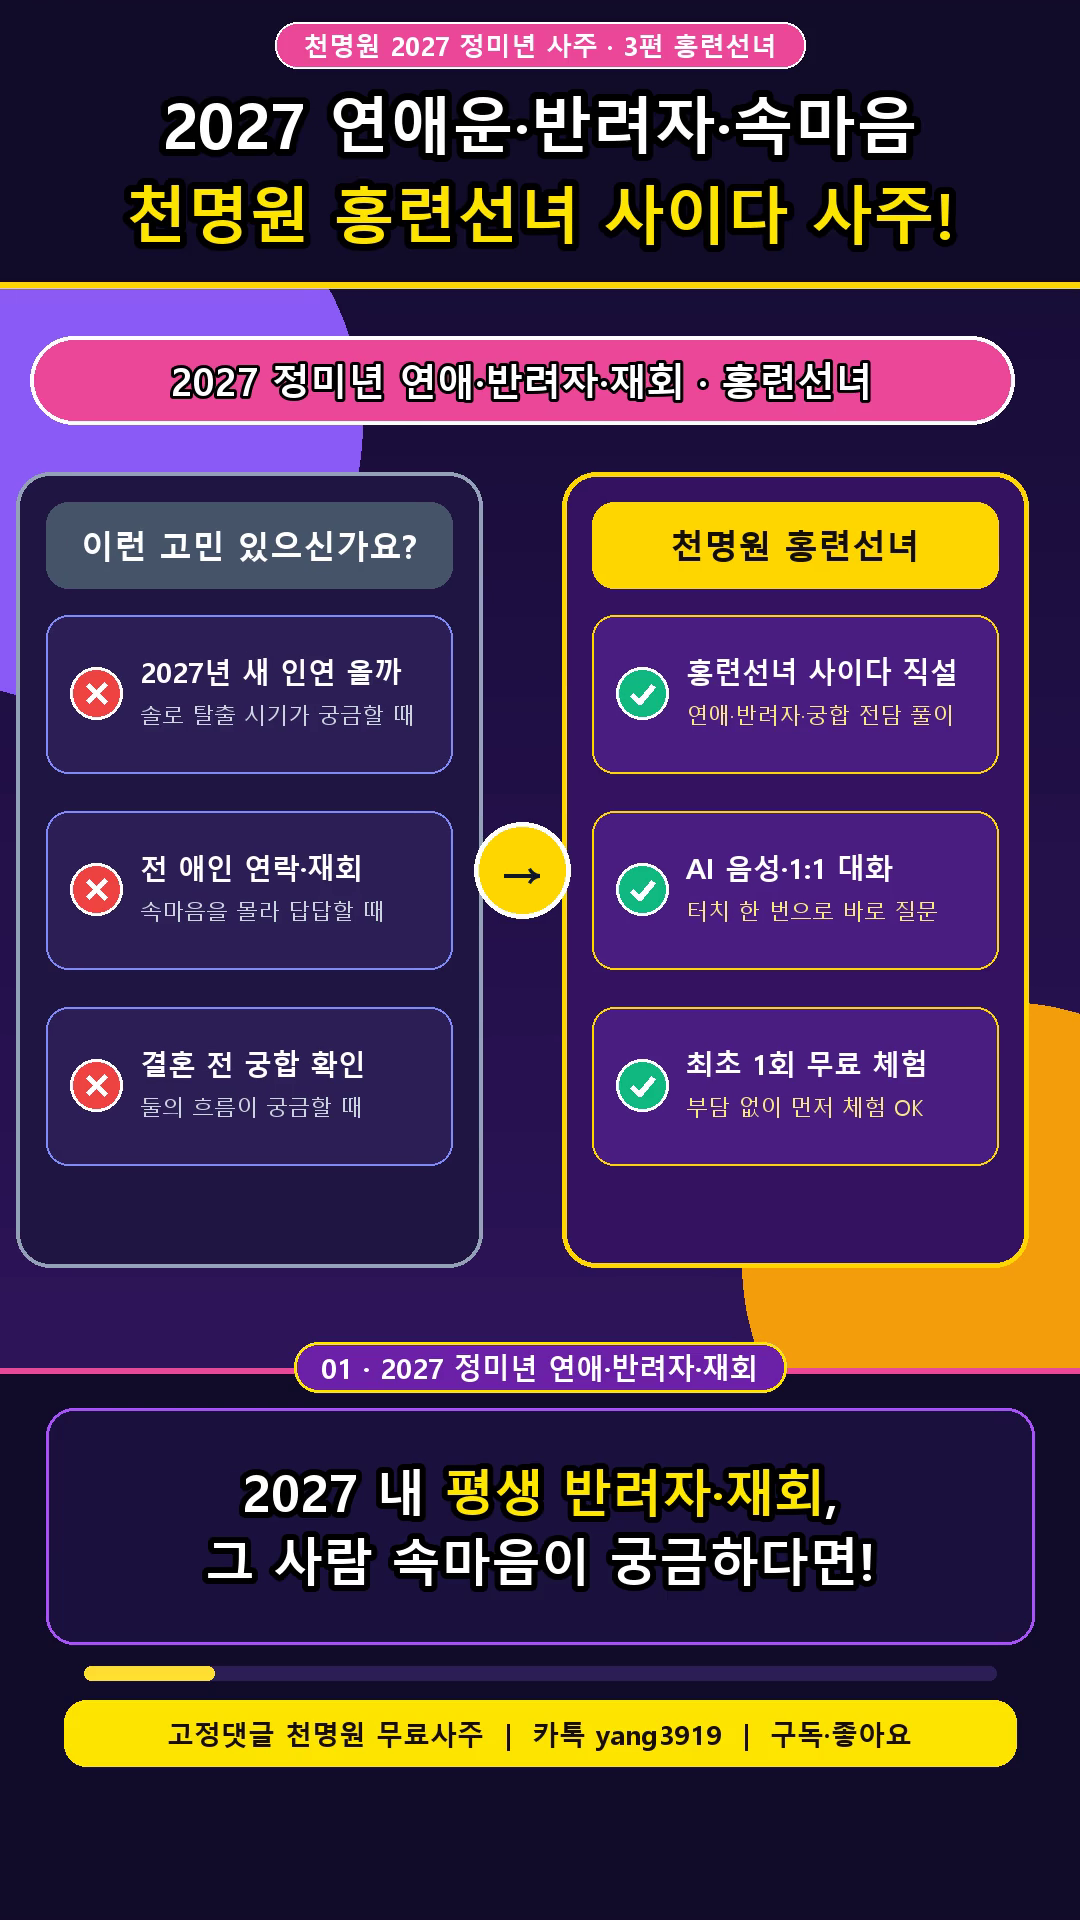 천명원 2027 정미년 사주 · 3편 홍련선녀
2027 연애운·반려자·속마음
천명원 홍련선녀 사이다 사주!
2027 정미년 연애·반려자·재회 · 홍련선녀
이런 고민 있으신가요?
2027년 새 인연 올까
솔로 탈출 시기가 궁금할 때
전 애인 연락·재회
속마음을 몰라 답답할 때
결혼 전 궁합 확인
둘의 흐름이 궁금할 때
→
천명원 홍련선녀
홍련선녀 사이다 직설
연애·반려자·궁합 전담 풀이
AI 음성·1:1 대화
터치 한 번으로 바로 질문
최초 1회 무료 체험
부담 없이 먼저 체험 OK
01 · 2027 정미년 연애·반려자·재회
2027 내 평생 반려자·재회,
그 사람 속마음이 궁금하다면!
고정댓글 천명원 무료사주 | 카톡 yang3919 | 구독·좋아요